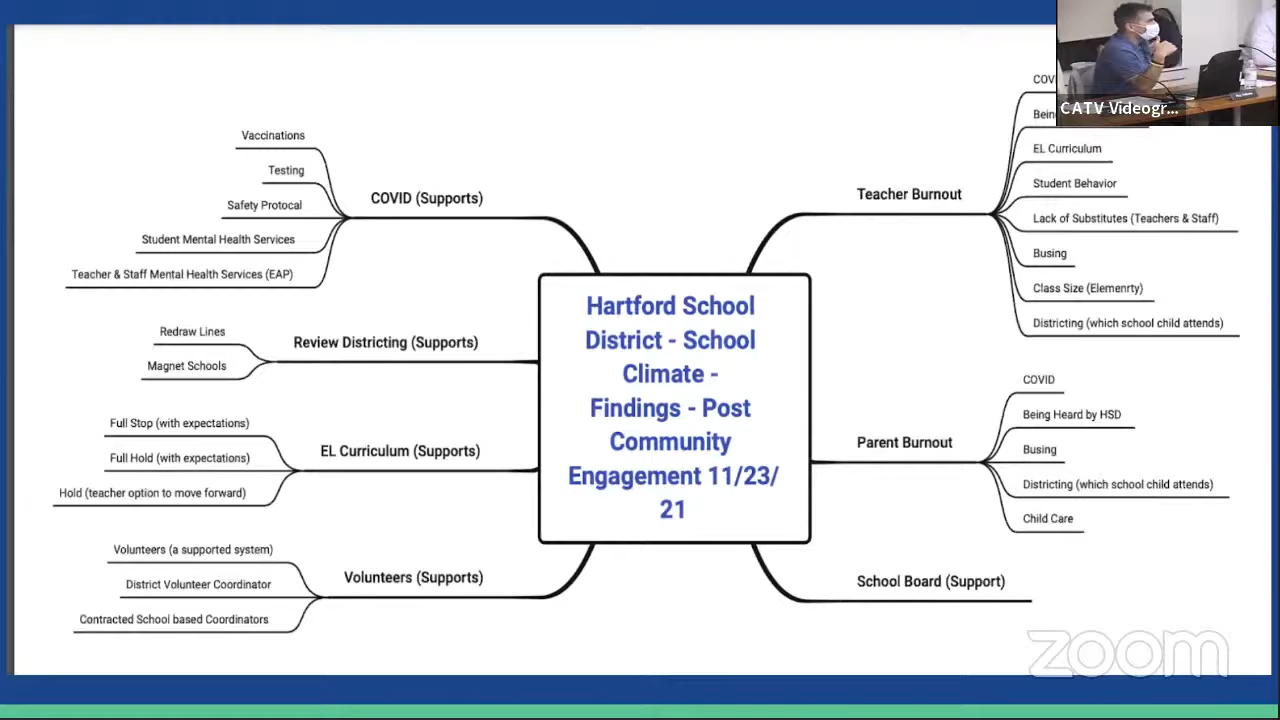 CATV Videogr...
Vaccinations
Testing
Safety Protocal
Student Mental Health Services
Teacher & Staff Mental Health Services (EAP)
COVID (Supports)
Redraw Lines
Magnet Schools
Review Districting (Supports)
Full Stop (with expectations)
Full Hold (with expectations)
Hold (teacher option to move forward)
EL Curriculum (Supports)
Volunteers (a supported system)
District Volunteer Coordinator
Contracted School based Coordinators
Volunteers (Supports)
Hartford School
District - School
Climate -
Findings - Post
Community
Engagement 11/23/
21
Teacher Burnout
EL Curriculum
Student Behavior
Lack of Substitutes (Teachers & Staff)
Busing
Class Size (Elemenrty)
Districting (which school child attends)
Parent Burnout
COVID
Being Heard by HSD
Busing
Districting (which school child attends)
Child Care
School Board (Support)
zoom